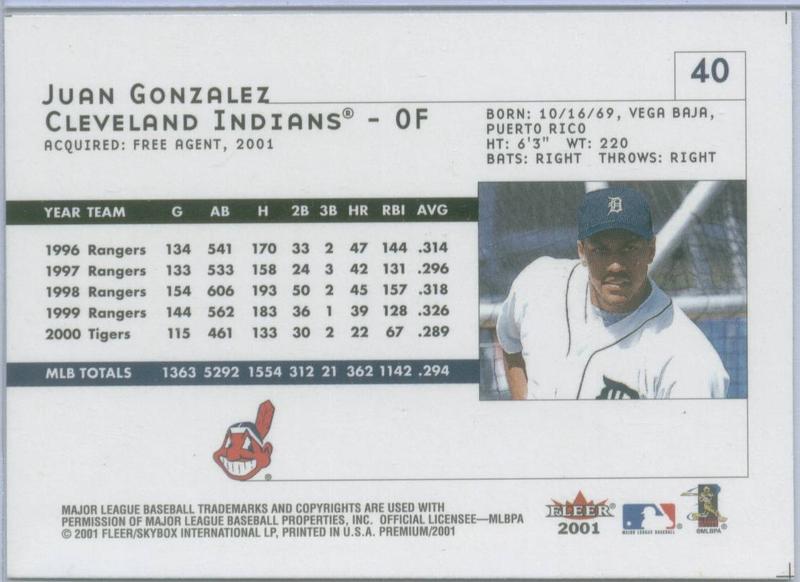 40
JUAN GONZALEZ
CLEVELAND INDIANS® - OF
ACQUIRED: FREE AGENT, 2001
BORN: 10/16/69, VEGA BAJA,
PUERTO RICO
HT: 6'3" WT: 220
BATS: RIGHT THROWS: RIGHT
YEAR TEAM G AB H 2B 3B HR RBI AVG
1996 Rangers 134 541 170 33 2 47 144 .314
1997 Rangers 133 533 158 24 3 42 131 .296
1998 Rangers 154 606 193 50 2 45 157 .318
1999 Rangers 144 562 183 36 1 39 128 .326
2000 Tigers 115 461 133 30 2 22 67 .289
MLB TOTALS 1363 5292 1554 312 21 362 1142 .294
D
MAJOR LEAGUE BASEBALL TRADEMARKS AND COPYRIGHTS ARE USED WITH
PERMISSION OF MAJOR LEAGUE BASEBALL PROPERTIES, INC. OFFICIAL LICENSEE—MLBPA
© 2001 FLEER/SKYBOX INTERNATIONAL LP, PRINTED IN U.S.A. PREMIUM/2001
FLEER
2001
MAJOR LEAGUE BASEBALL
©MLBPA